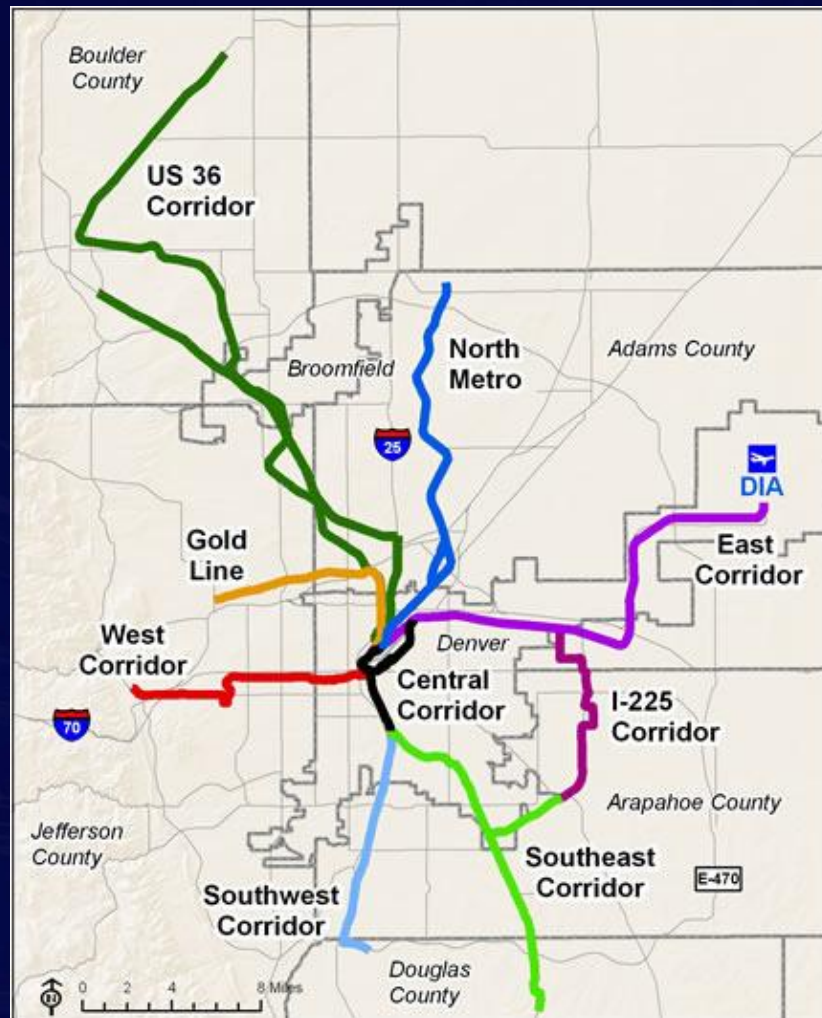 Boulder
County
US 36
Corridor
North
Metro
Adams County
Broomfield
25
DIA
East
Corridor
Gold
Line
West
Corridor
Denver
Central
Corridor
I-225
Corridor
70
Arapahoe County
Jefferson
County
Southeast
Corridor
E-470
Southwest
Corridor
Douglas
County
0 2 4 8 Miles